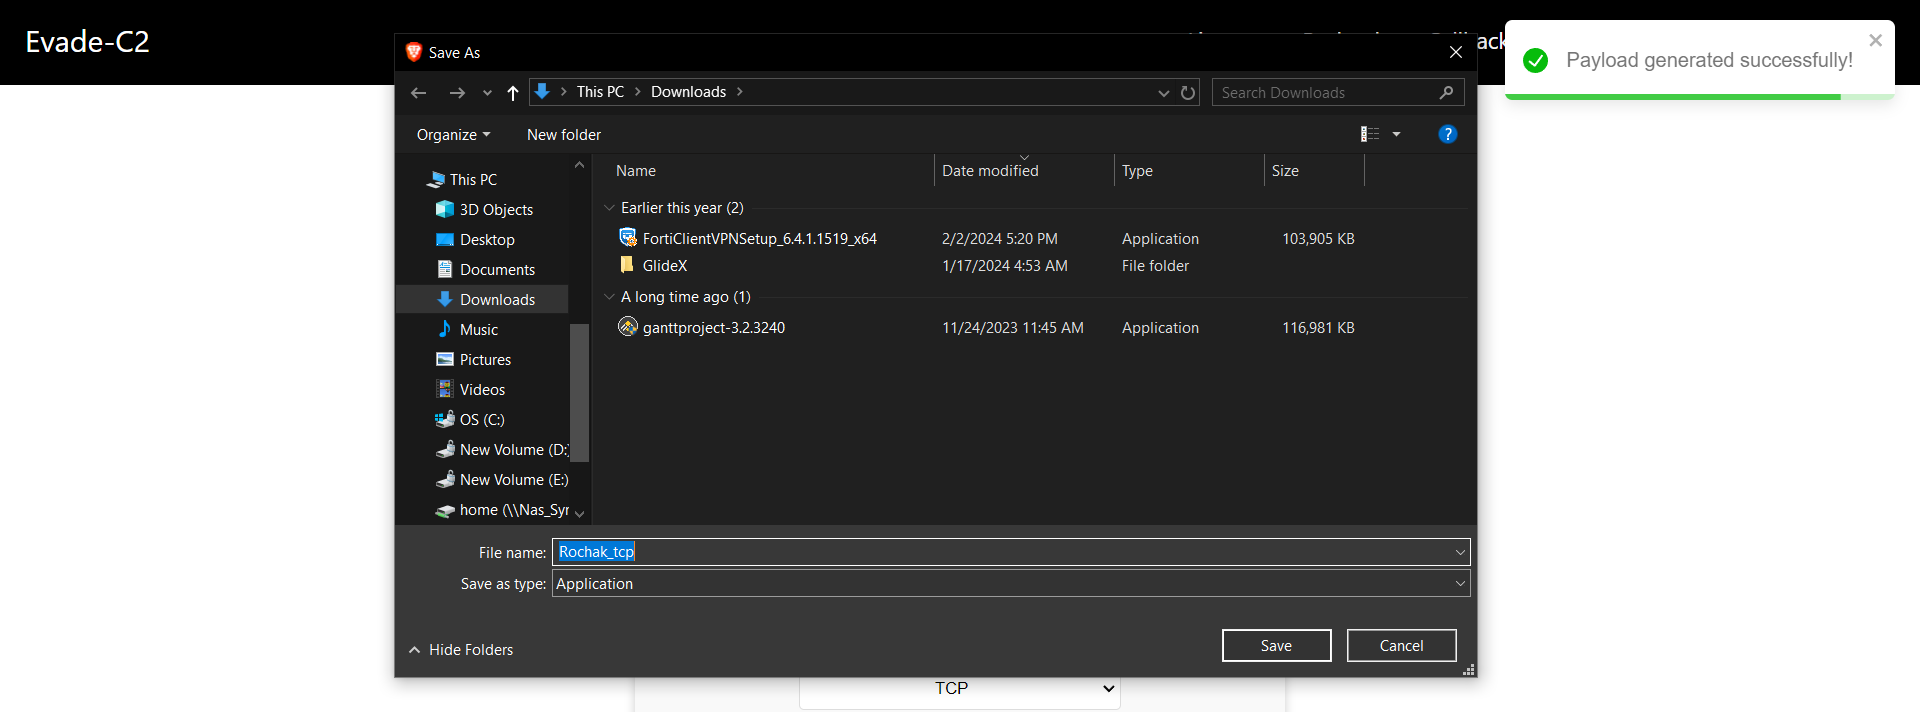 Evade-C2
Save As
Payload generated successfully!
This PC
Downloads
Search Downloads
Organize
New folder
?
Name
Date modified
Type
Size
This PC
3D Objects
Desktop
Documents
Downloads
Music
Pictures
Videos
OS (C:)
New Volume (D:)
New Volume (E:)
home (\\Nas_Syn
Earlier this year (2)
FortiClientVPNSetup_6.4.1.1519_x64
2/2/2024 5:20 PM
Application
103,905 KB
GlideX
1/17/2024 4:53 AM
File folder
A long time ago (1)
ganttproject-3.2.3240
11/24/2023 11:45 AM
Application
116,981 KB
File name:
Rochak_tcp
Save as type:
Application
Hide Folders
Save
Cancel
TCP